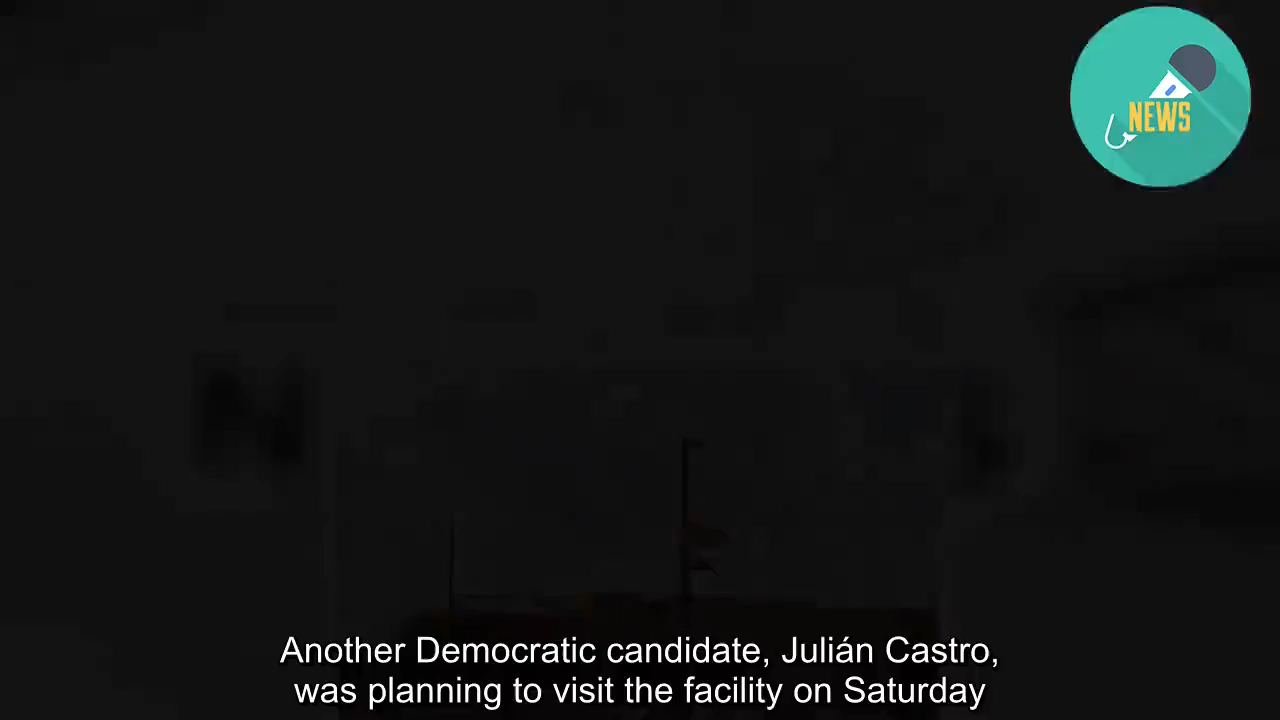 NEWS
Another Democratic candidate, Julián Castro,
was planning to visit the facility on Saturday